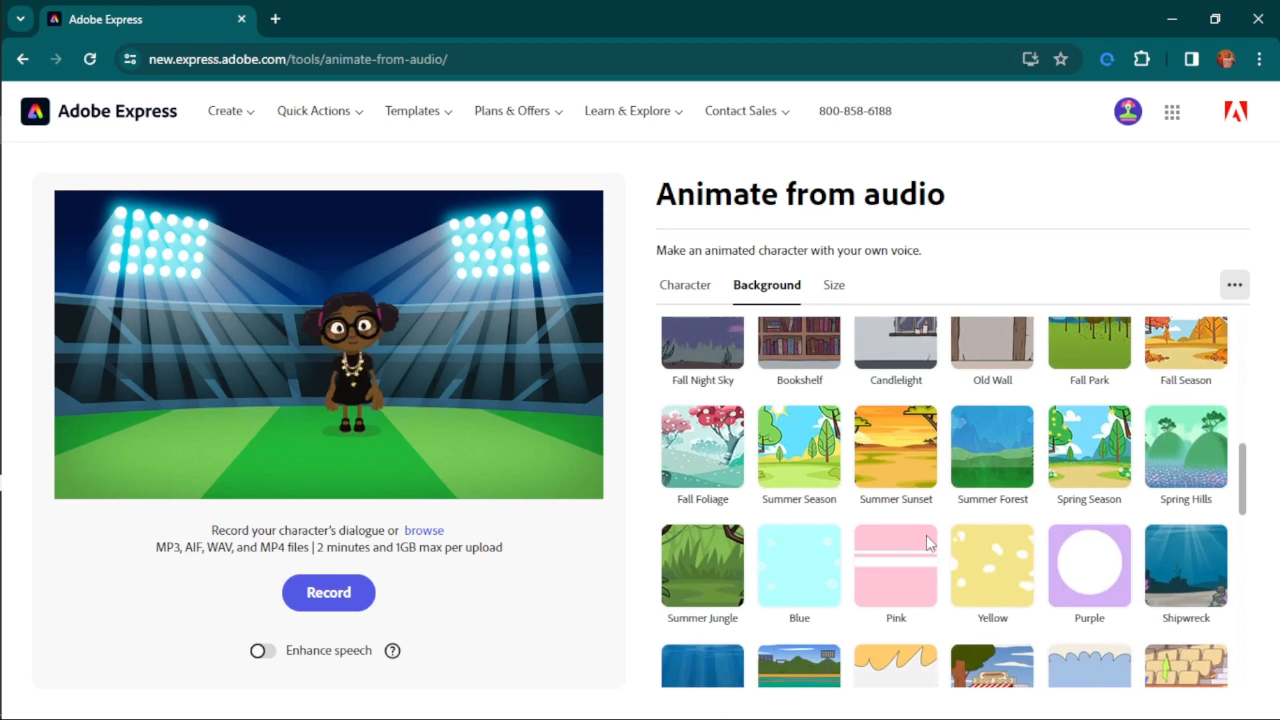 Adobe Express
new.express.adobe.com/tools/animate-from-audio/
Adobe Express
Create
Quick Actions
Templates
Plans & Offers
Learn & Explore
Contact Sales
800-858-6188
Animate from audio
Make an animated character with your own voice.
Character
Background
Size
Fall Night Sky
Bookshelf
Candlelight
Old Wall
Fall Park
Fall Season
Fall Foliage
Summer Season
Summer Sunset
Summer Forest
Spring Season
Spring Hills
Summer Jungle
Blue
Pink
Yellow
Purple
Shipwreck
Record your character's dialogue or browse
MP3, AIF, WAV, and MP4 files | 2 minutes and 1GB max per upload
Record
Enhance speech ?